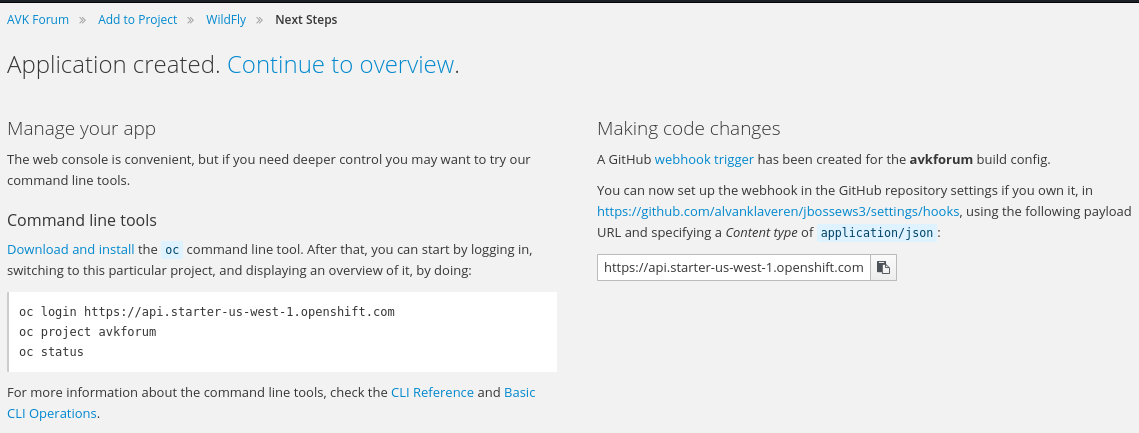 AVK Forum » Add to Project » WildFly » Next Steps
Application created. Continue to overview.
Manage your app
The web console is convenient, but if you need deeper control you may want to try our
command line tools.
Command line tools
Download and install the oc command line tool. After that, you can start by logging in,
switching to this particular project, and displaying an overview of it, by doing:
oc login https://api.starter-us-west-1.openshift.com
oc project avkforum
oc status
For more information about the command line tools, check the CLI Reference and Basic
CLI Operations.
Making code changes
A GitHub webhook trigger has been created for the avkforum build config.
You can now set up the webhook in the GitHub repository settings if you own it, in
https://github.com/alvanklaveren/jbossews3/settings/hooks, using the following payload
URL and specifying a Content type of application/json:
https://api.starter-us-west-1.openshift.com